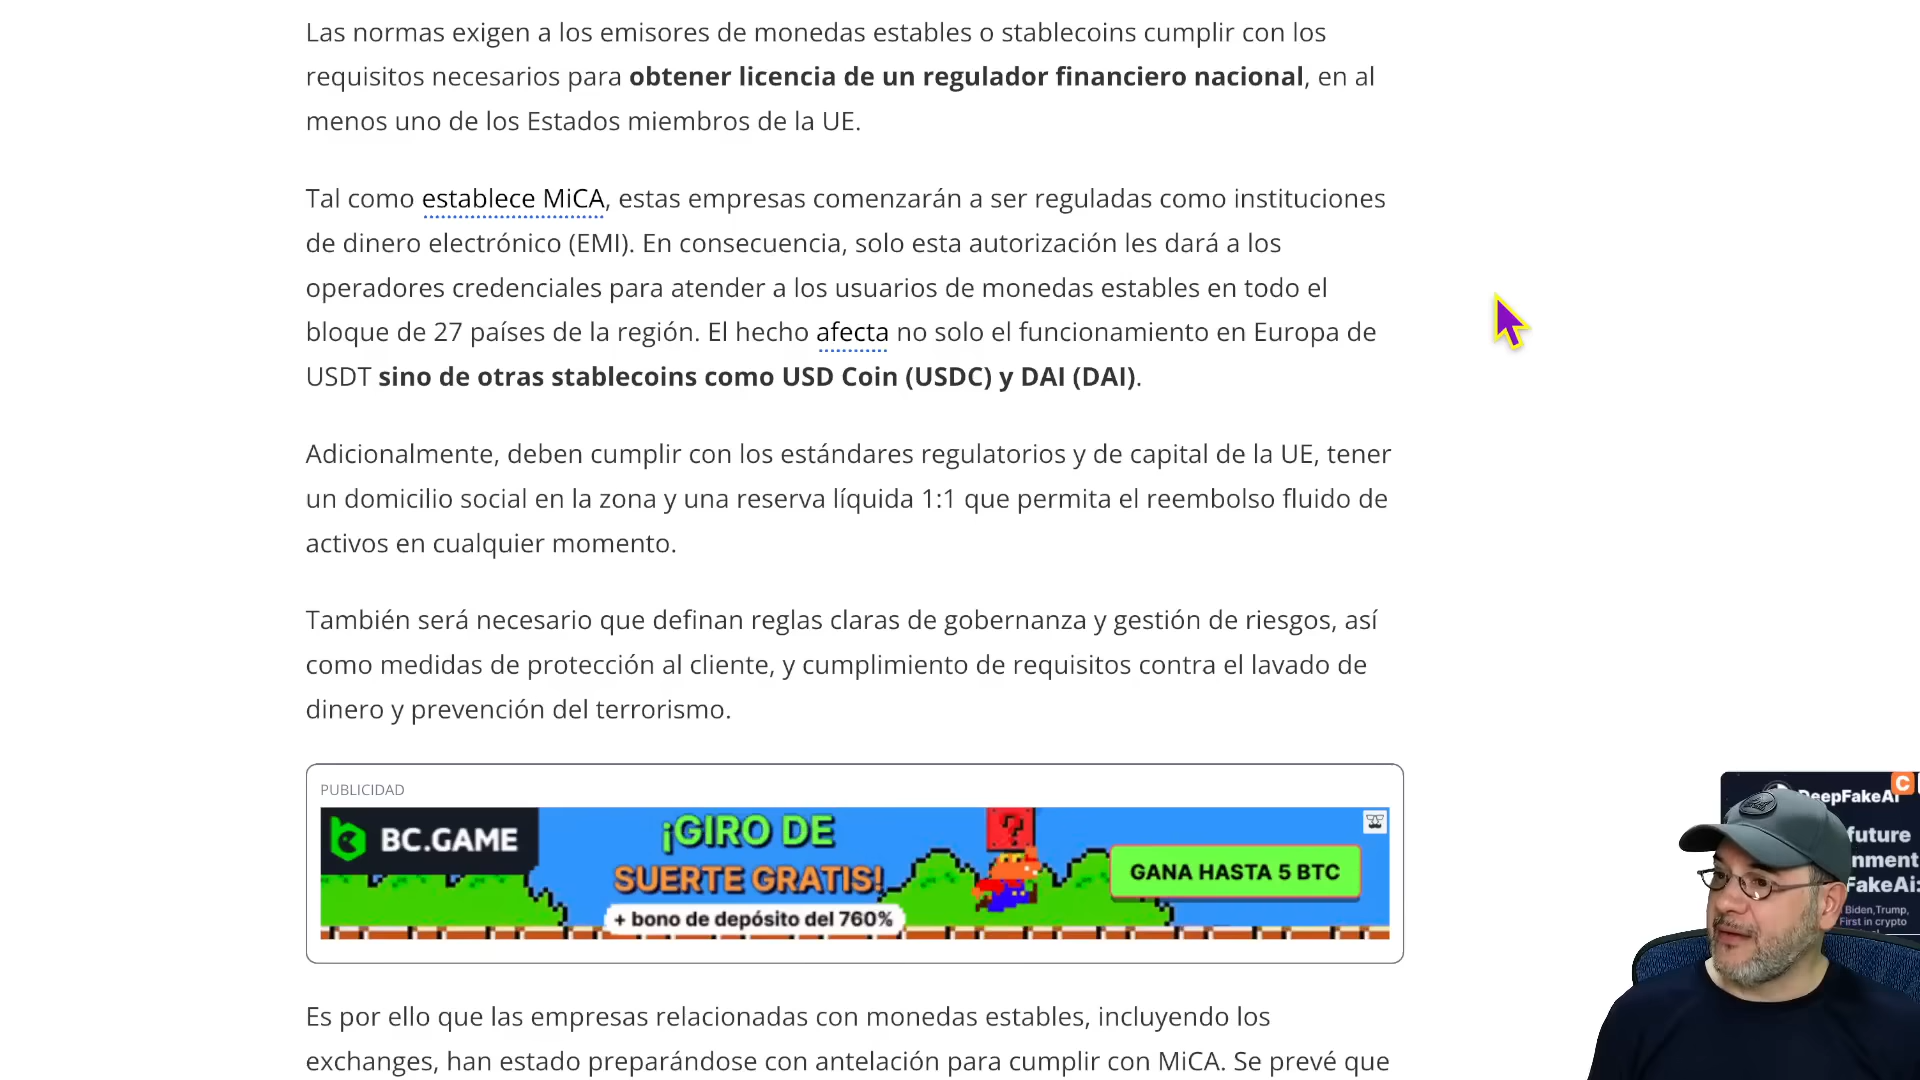 Las normas exigen a los emisores de monedas estables o stablecoins cumplir con los
requisitos necesarios para obtener licencia de un regulador financiero nacional, en al
menos uno de los Estados miembros de la UE.
Tal como establece MiCA, estas empresas comenzarán a ser reguladas como instituciones
de dinero electrónico (EMI). En consecuencia, solo esta autorización les dará a los
operadores credenciales para atender a los usuarios de monedas estables en todo el
bloque de 27 países de la región. El hecho afecta no solo el funcionamiento en Europa de
USDT sino de otras stablecoins como USD Coin (USDC) y DAI (DAI).
Adicionalmente, deben cumplir con los estándares regulatorios y de capital de la UE, tener
un domicilio social en la zona y una reserva líquida 1:1 que permita el reembolso fluido de
activos en cualquier momento.
También será necesario que definan reglas claras de gobernanza y gestión de riesgos, así
como medidas de protección al cliente, y cumplimiento de requisitos contra el lavado de
dinero y prevención del terrorismo.
PUBLICIDAD
BC.GAME
¡GIRO DE
SUERTE GRATIS!
+ bono de depósito del 760%
?
GANA HASTA 5 BTC
C
DeepFakeAI
future
nment
FakeAi:
Biden,Trump,
First in crypto
Es por ello que las empresas relacionadas con monedas estables, incluyendo los
exchanges, han estado preparándose con antelación para cumplir con MiCA. Se prevé que